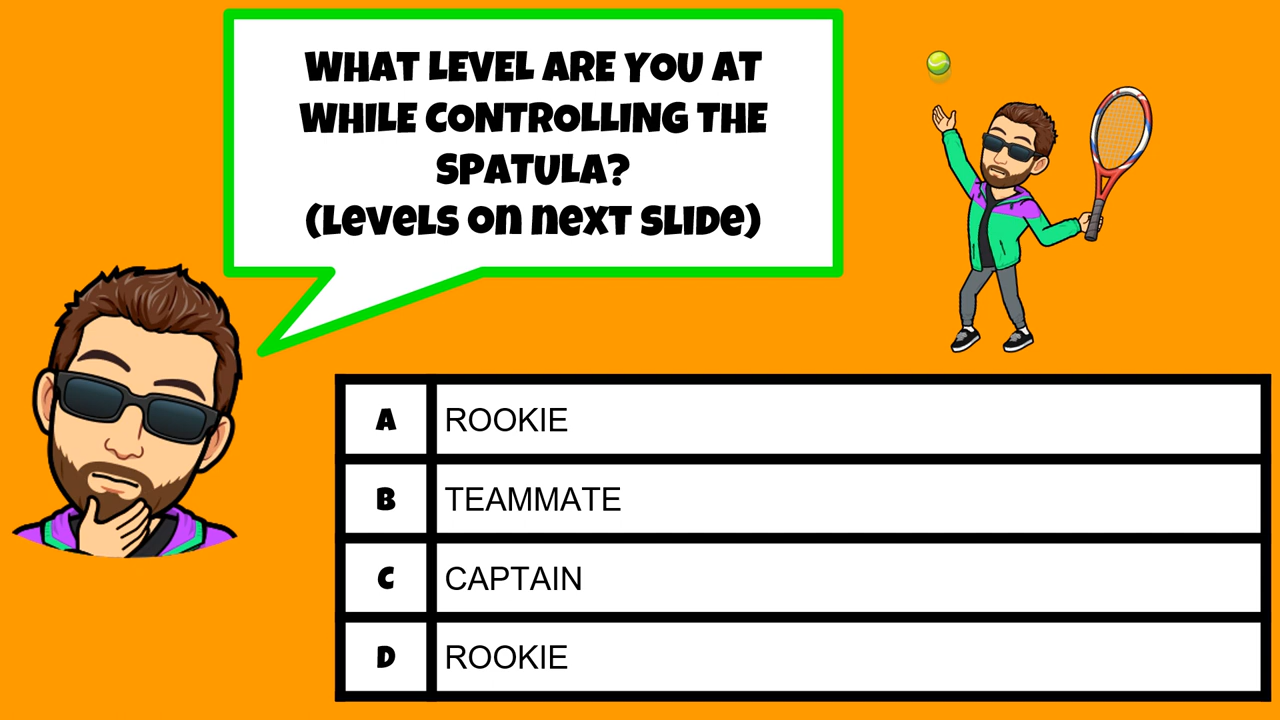 WHAT LEVEL ARE YOU AT
WHILE CONTROLLING THE
SPATULA?
(Levels on next slide)
A ROOKIE
B TEAMMATE
C CAPTAIN
D ROOKIE